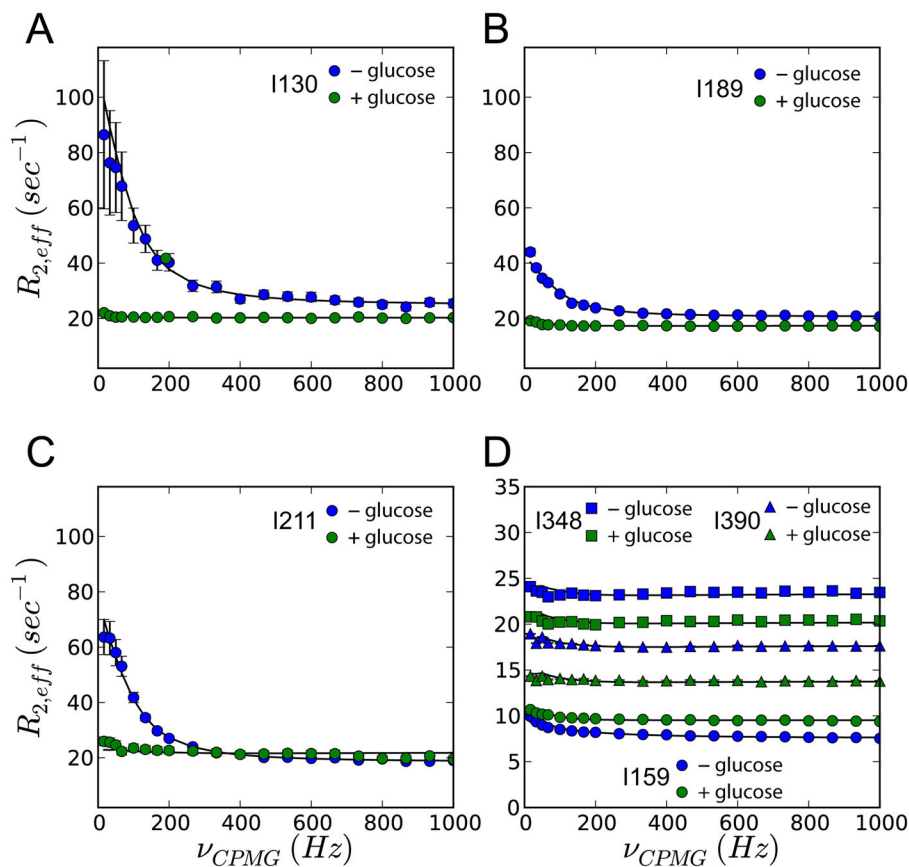 A
I130
− glucose
+ glucose
100
80
60
40
20
0
R2,eff (sec−1)
0 200 400 600 800 1000
B
I189
− glucose
+ glucose
100
80
60
40
20
0
0 200 400 600 800 1000
C
I211
− glucose
+ glucose
100
80
60
40
20
0
R2,eff (sec−1)
0 200 400 600 800 1000
νCPMG (Hz)
D
I348
− glucose
+ glucose
I390
− glucose
+ glucose
35
30
25
20
15
10
5
0
I159
− glucose
+ glucose
0 200 400 600 800 1000
νCPMG (Hz)